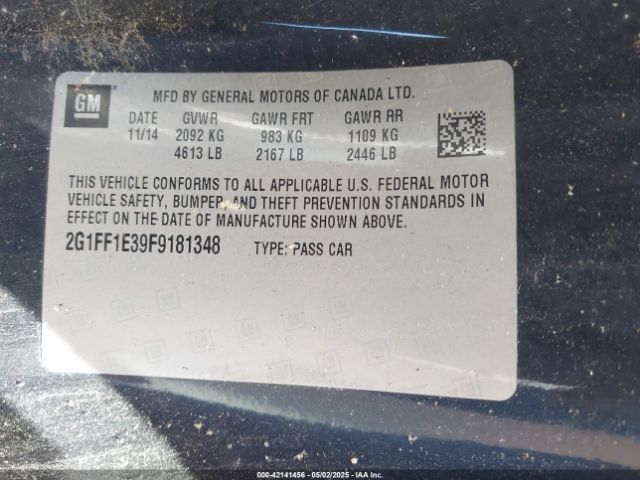 GM
MFD BY GENERAL MOTORS OF CANADA LTD.
DATE GVWR GAWR FRT GAWR RR
11/14 2092 KG 983 KG 1109 KG
4613 LB 2167 LB 2446 LB
THIS VEHICLE CONFORMS TO ALL APPLICABLE U.S. FEDERAL MOTOR
VEHICLE SAFETY, BUMPER, AND THEFT PREVENTION STANDARDS IN
EFFECT ON THE DATE OF MANUFACTURE SHOWN ABOVE.
2G1FF1E39F9181348 TYPE: PASS CAR
000-42141456 - 05/02/2025 - IAA Inc.